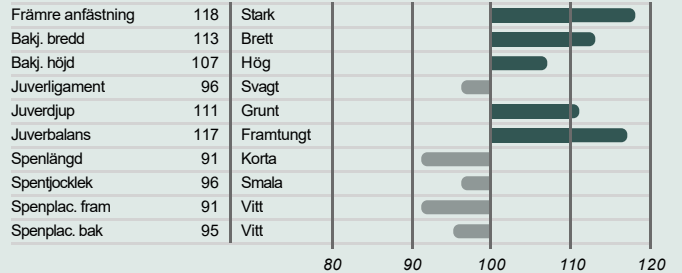 Främre anfästning 118 Stark
Bakj. bredd 113 Brett
Bakj. höjd 107 Hög
Juverligament 96 Svagt
Juverdjup 111 Grunt
Juverbalans 117 Framtungt
Spenlängd 91 Korta
Spentjocklek 96 Smala
Spenplac. fram 91 Vitt
Spenplac. bak 95 Vitt
80 90 100 110 120